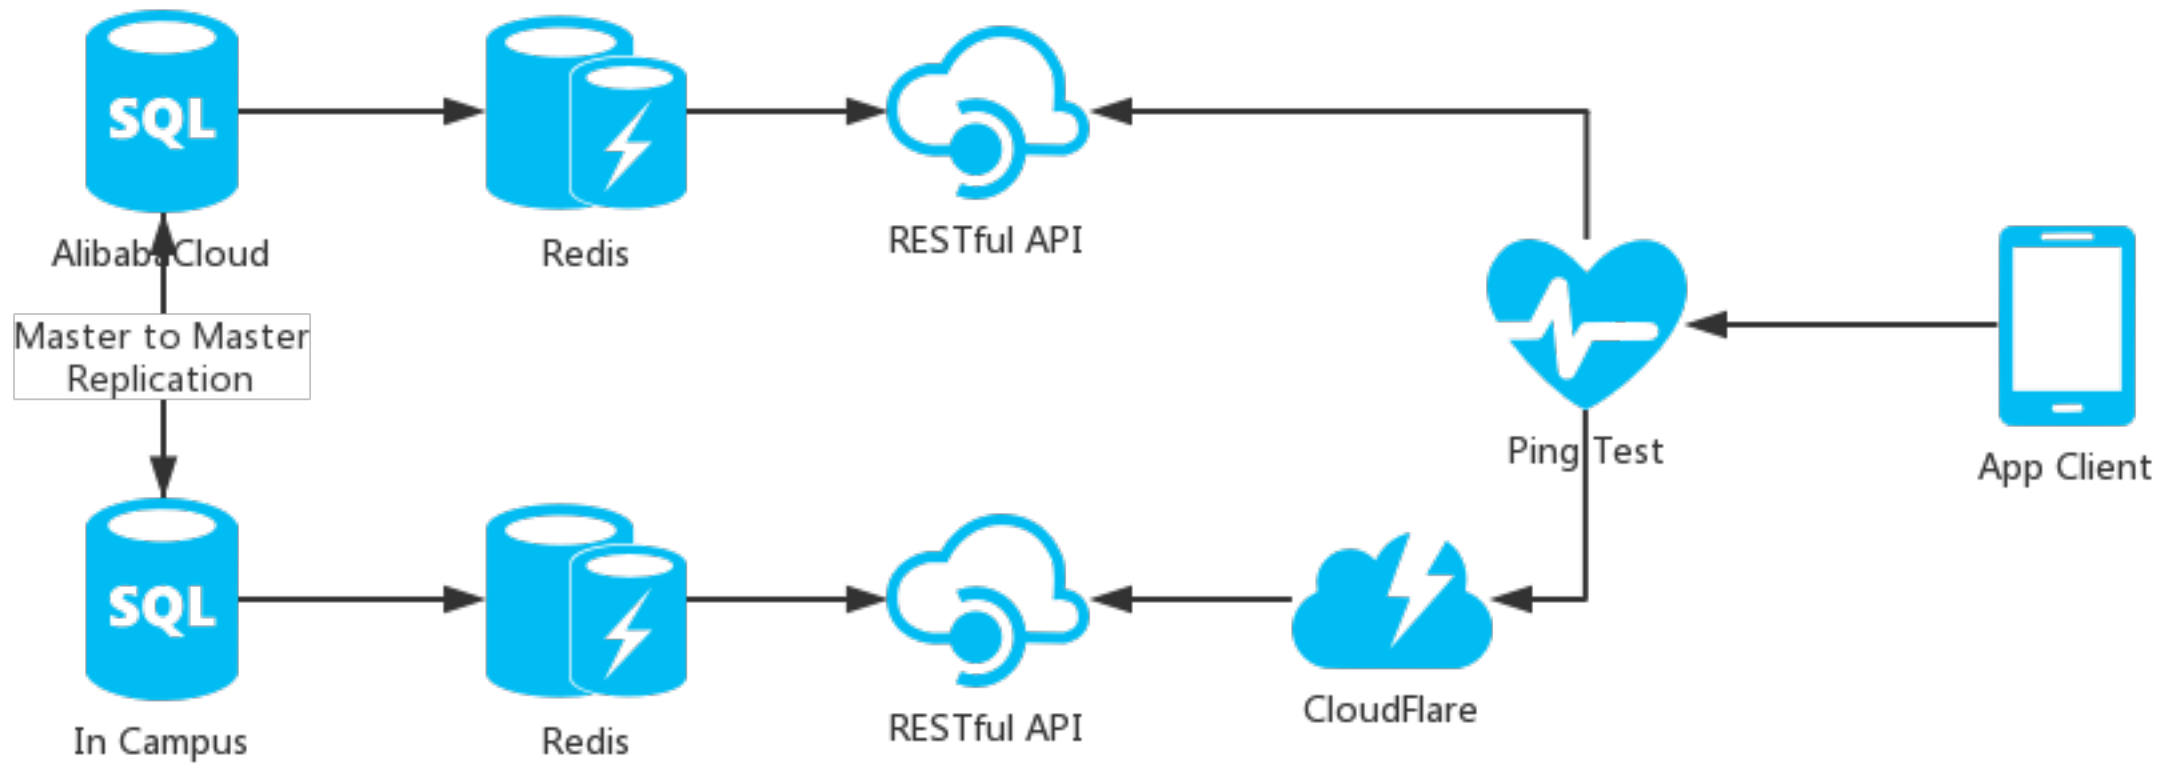 SQL
Alibaba Cloud
Redis
RESTful API
Master to Master
Replication
Ping Test
App Client
SQL
In Campus
Redis
RESTful API
CloudFlare